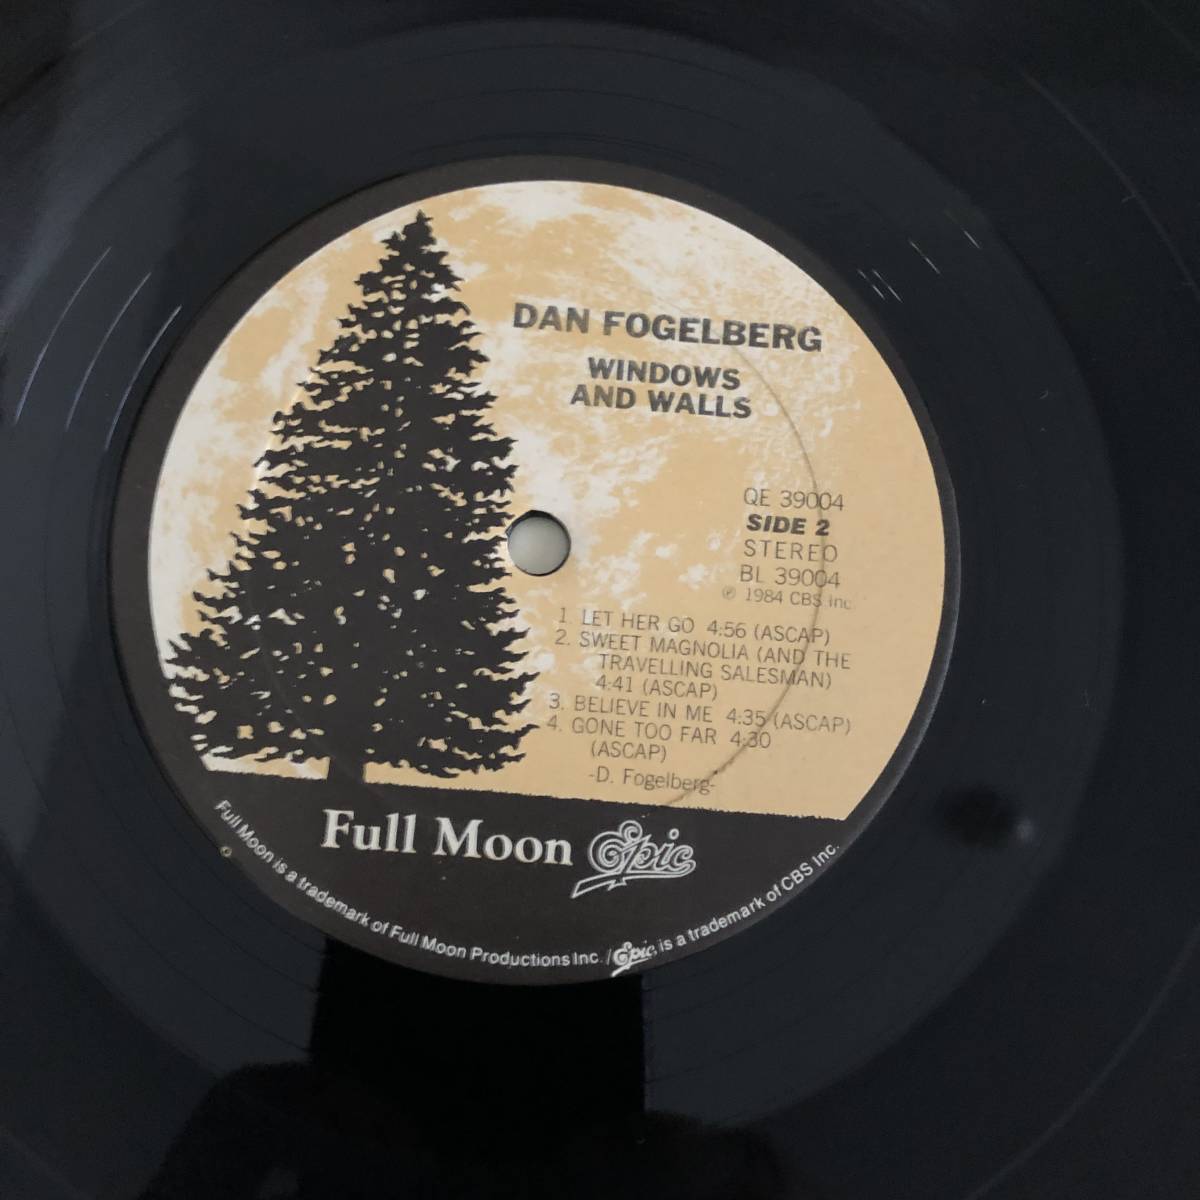 DAN FOGELBERG
WINDOWS
AND WALLS
QE 39004
SIDE 2
STEREO
BL 39004
℗ 1984 CBS Inc.
1. LET HER GO 4:56 (ASCAP)
2. SWEET MAGNOLIA (AND THE
TRAVELLING SALESMAN)
4:41 (ASCAP)
3. BELIEVE IN ME 4:35 (ASCAP)
4. GONE TOO FAR 4:30
(ASCAP)
-D. Fogelberg-
Full Moon Epic
Full Moon is a trademark of Full Moon Productions Inc. / Epic, is a trademark of CBS Inc.